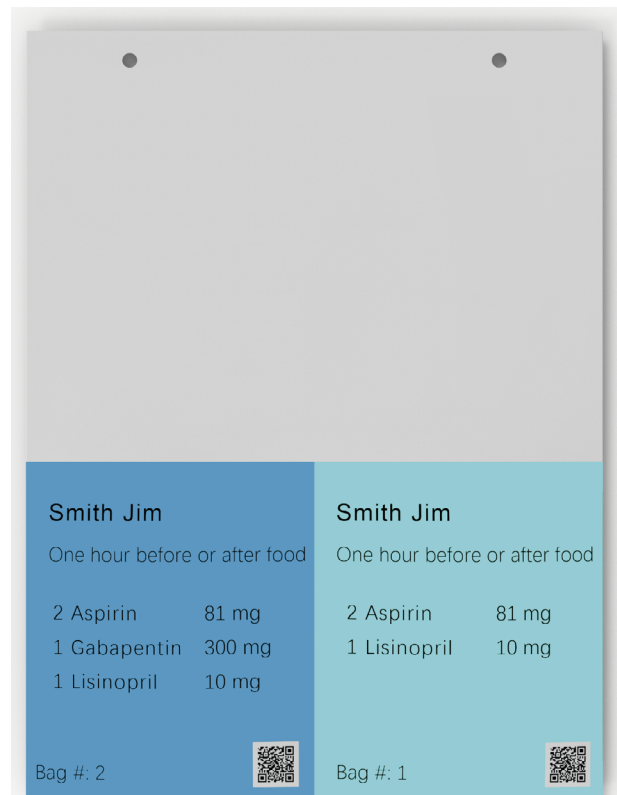 Smith Jim
One hour before or after food
2 Aspirin 81 mg
1 Gabapentin 300 mg
1 Lisinopril 10 mg
Bag #: 2
Smith Jim
One hour before or after food
2 Aspirin 81 mg
1 Lisinopril 10 mg
Bag #: 1